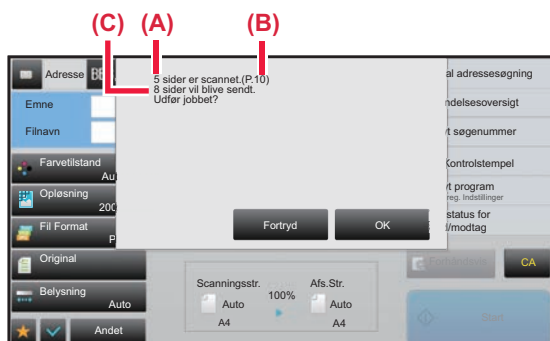 (C) (A) (B)
Adresse
5 sider er scannet.(P.10)
8 sider vil blive sendt.
Udfør jobbet?
al adressesøgning
Emne
ndelsesoversigt
Filnavn
t søgenummer
Farvetilstand
Au
Kontrolstempel
Opløsning
200
t program
reg. Indstillinger
Fil Format
P
Fortryd
OK
status for
/modtag
Original
CA
Scanningsstr.
100%
Afs.Str.
Belysning
Auto
Auto
Auto
A4
A4
Start
Andet